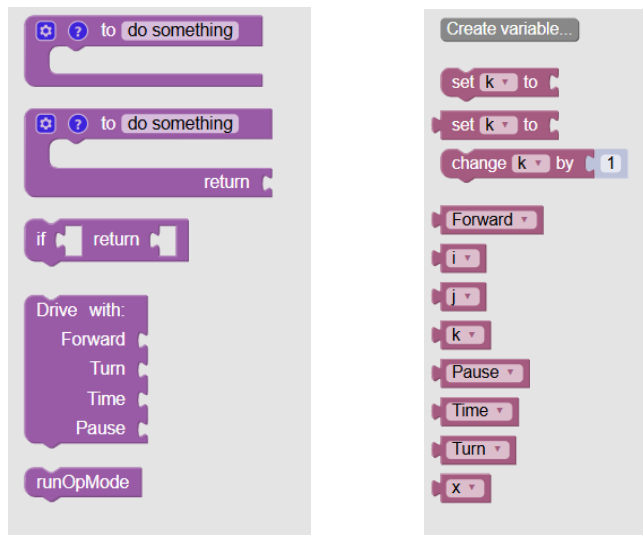 ? to do something
? to do something
return
if return
Drive with:
Forward
Turn
Time
Pause
runOpMode
Create variable...
set k to
set k to
change k by 1
Forward
i
j
k
Pause
Time
Turn
x